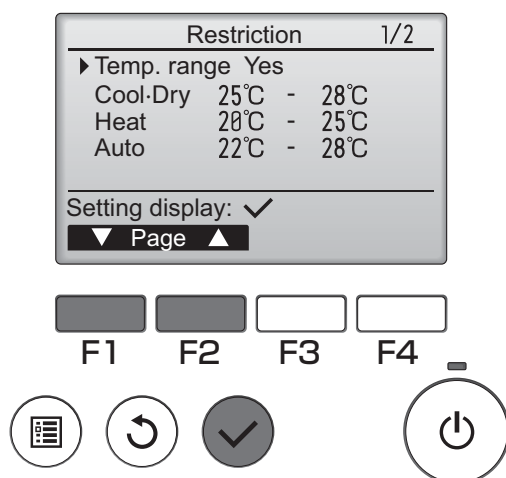 Restriction 1/2
Temp. range Yes
Cool·Dry 25℃ - 28℃
Heat 20℃ - 25℃
Auto 22℃ - 28℃
Setting display: ✓
▼ Page ▲
F1 F2 F3 F4